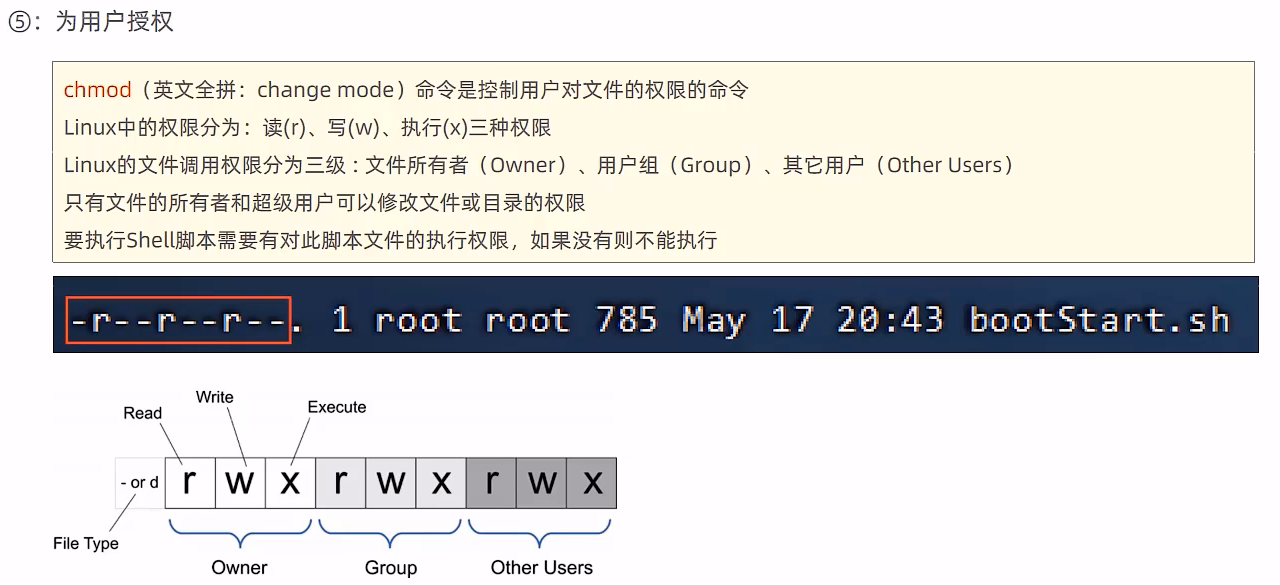 ⑤：为用户授权
chmod（英文全拼：change mode）命令是控制用户对文件的权限的命令
Linux中的权限分为：读(r)、写(w)、执行(x)三种权限
Linux的文件调用权限分为三级 : 文件所有者（Owner）、用户组（Group）、其它用户（Other Users）
只有文件的所有者和超级用户可以修改文件或目录的权限
要执行Shell脚本需要有对此脚本文件的执行权限，如果没有则不能执行
-r--r--r--. 1 root root 785 May 17 20:43 bootStart.sh
Read
Write
Execute
- or d
r w x r w x r w x
File Type
Owner
Group
Other Users